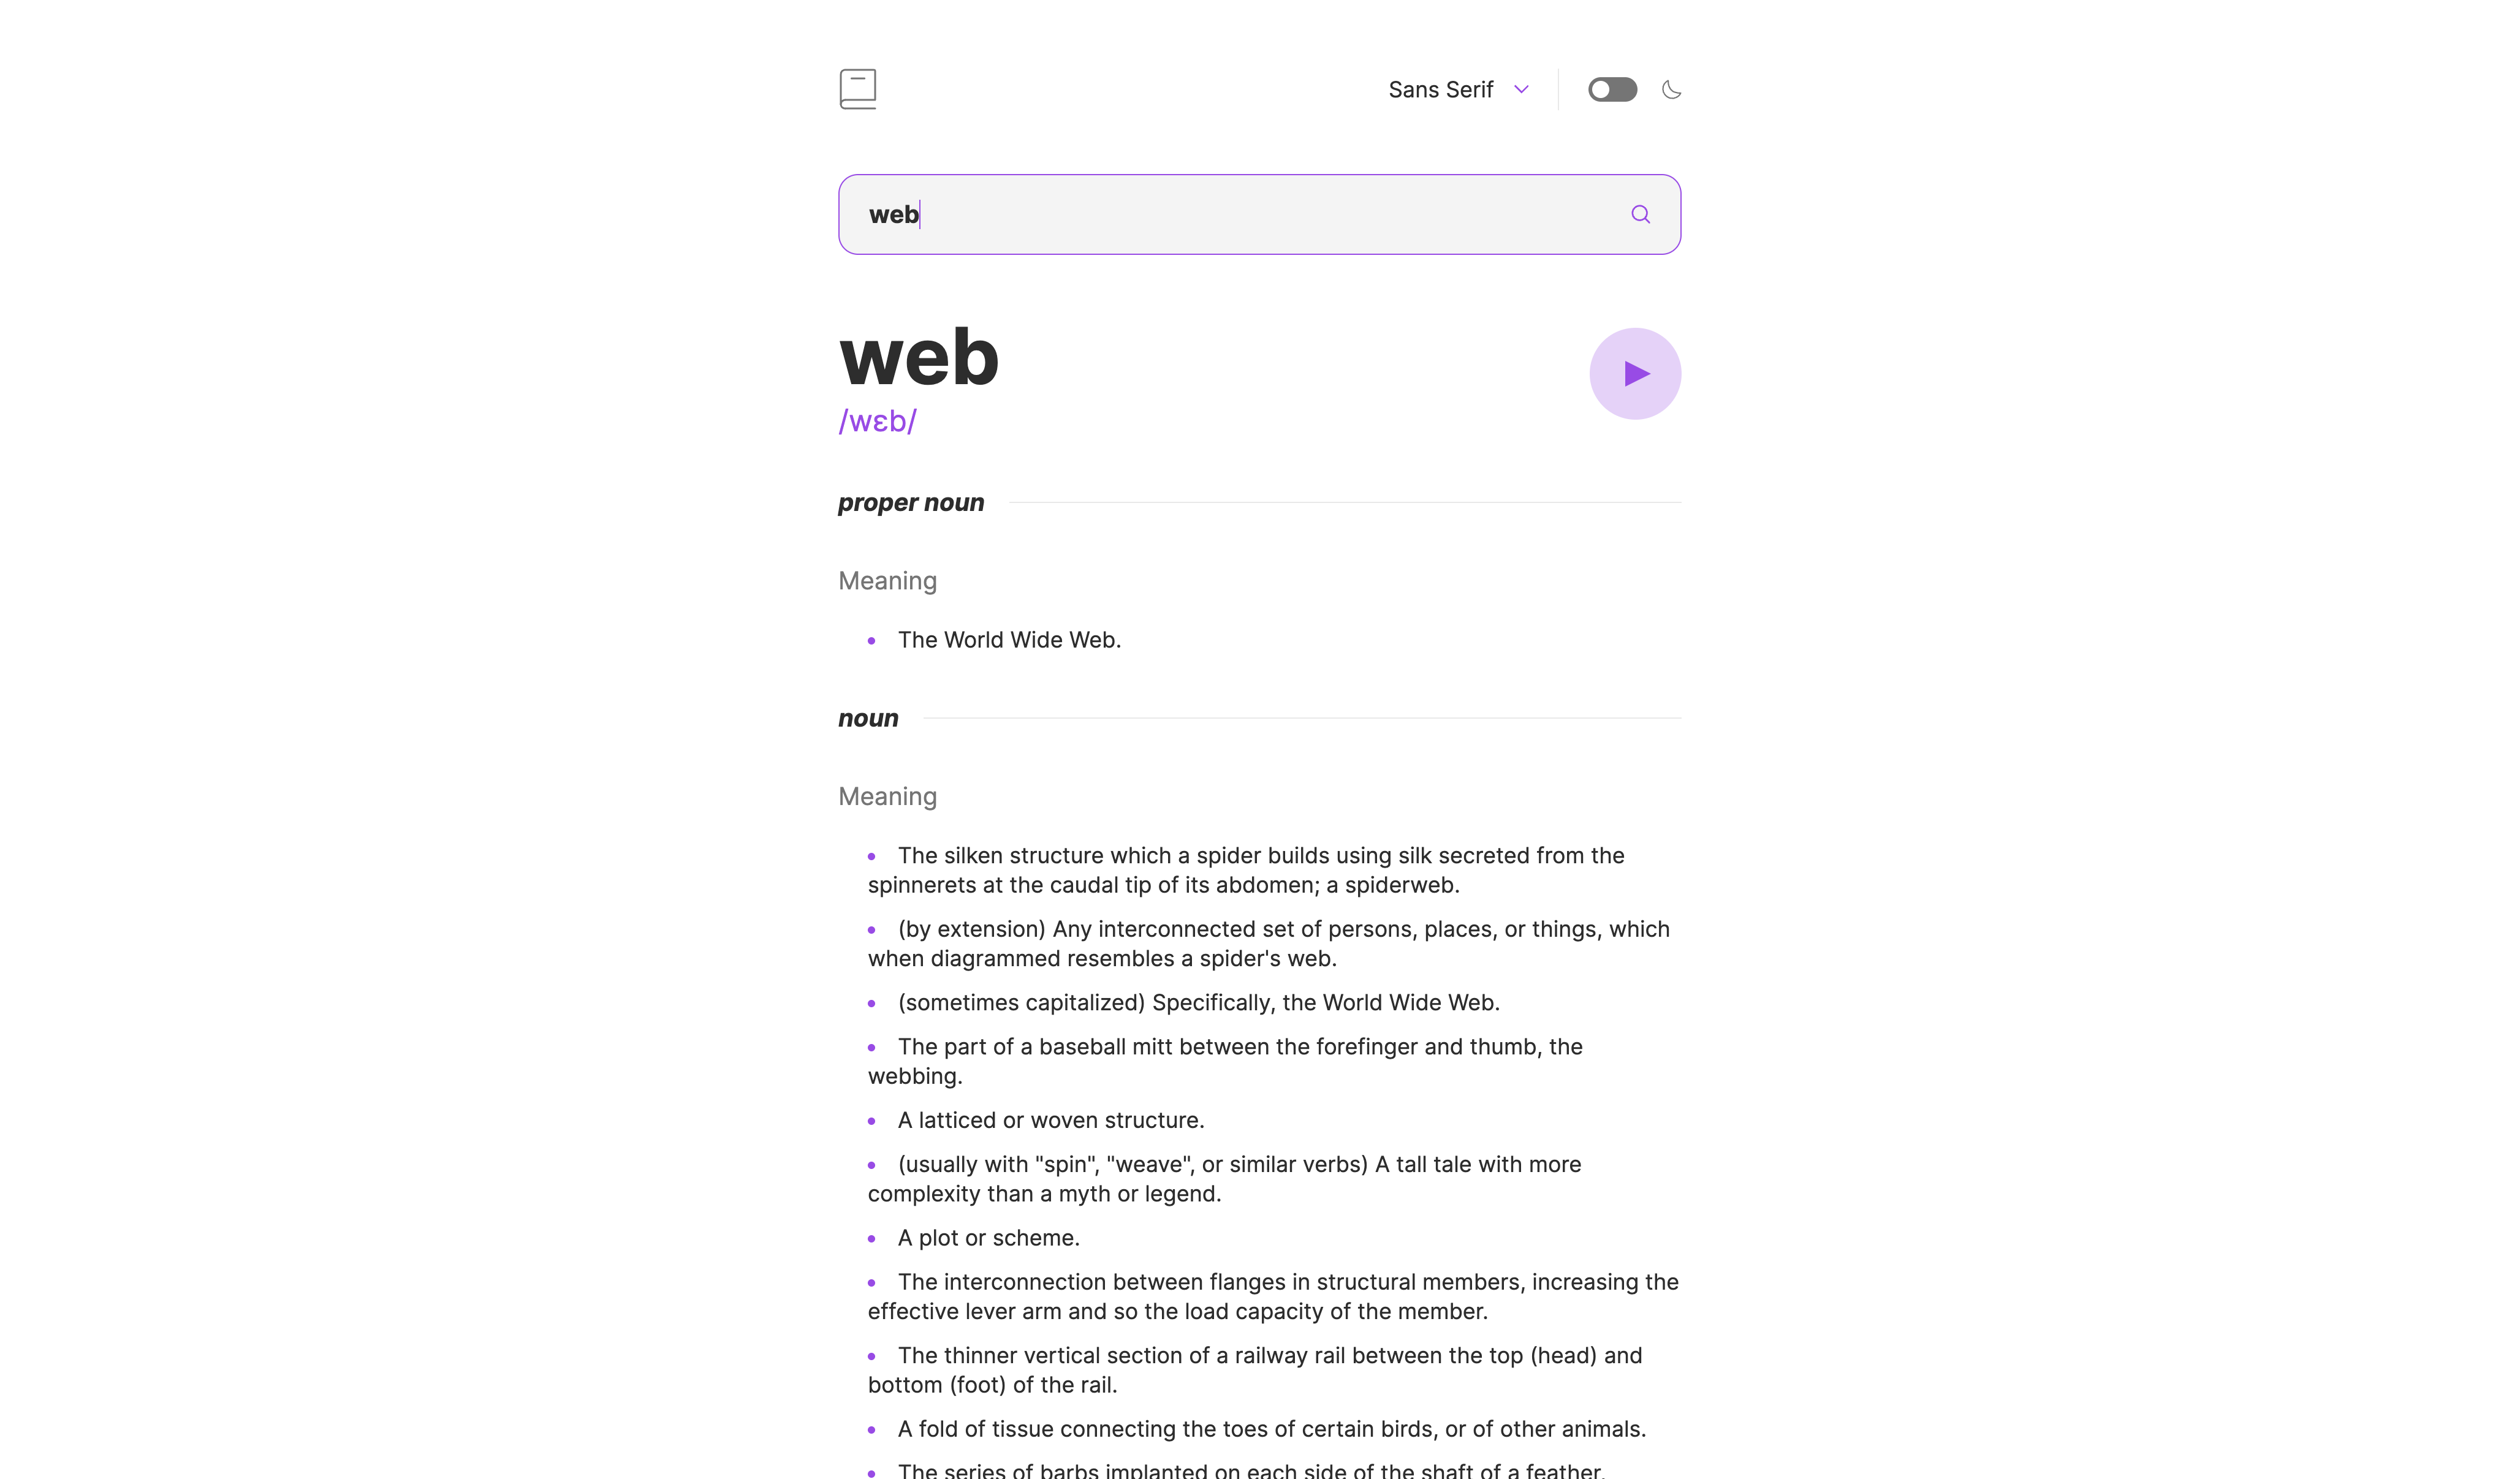 Sans Serif
web
web
/wɛb/
proper noun
Meaning
• The World Wide Web.
noun
Meaning
• The silken structure which a spider builds using silk secreted from the
spinnerets at the caudal tip of its abdomen; a spiderweb.
• (by extension) Any interconnected set of persons, places, or things, which
when diagrammed resembles a spider's web.
• (sometimes capitalized) Specifically, the World Wide Web.
• The part of a baseball mitt between the forefinger and thumb, the
webbing.
• A latticed or woven structure.
• (usually with "spin", "weave", or similar verbs) A tall tale with more
complexity than a myth or legend.
• A plot or scheme.
• The interconnection between flanges in structural members, increasing the
effective lever arm and so the load capacity of the member.
• The thinner vertical section of a railway rail between the top (head) and
bottom (foot) of the rail.
• A fold of tissue connecting the toes of certain birds, or of other animals.
• The series of barbs implanted on each side of the shaft of a feather.